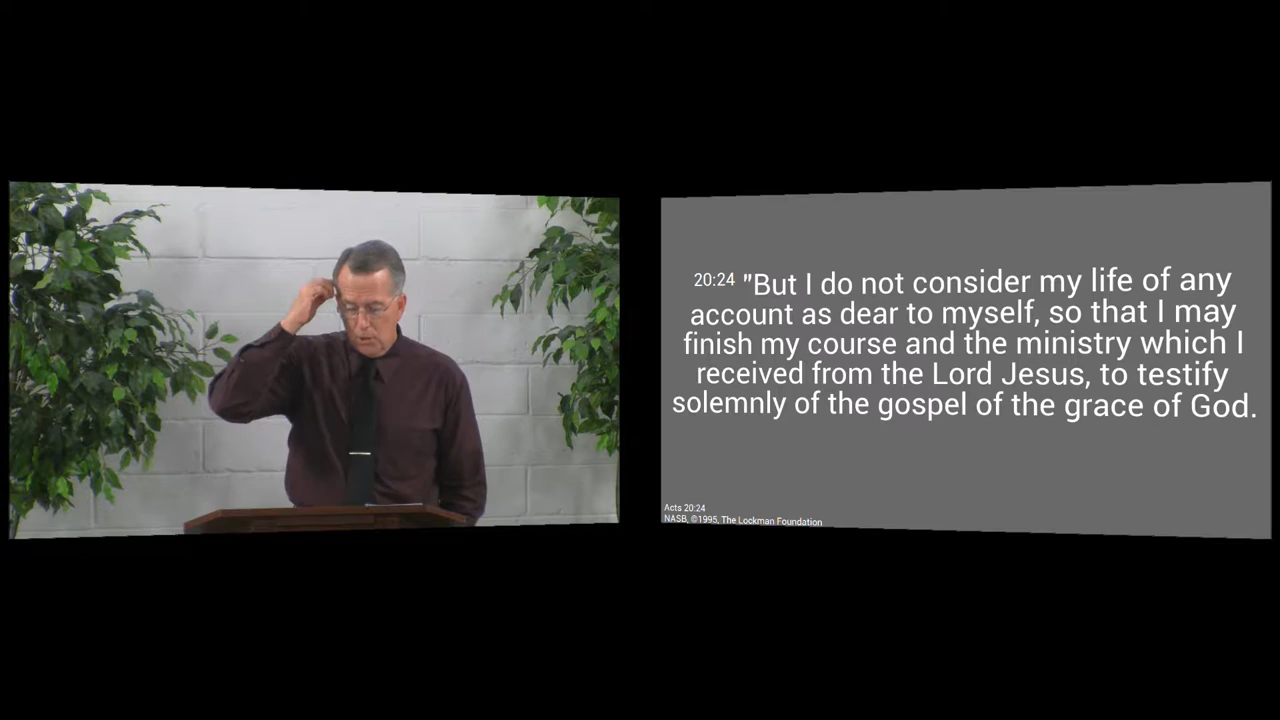 20:24 "But I do not consider my life of any
account as dear to myself, so that I may
finish my course and the ministry which I
received from the Lord Jesus, to testify
solemnly of the gospel of the grace of God.
Acts 20:24
NASB, ©1995, The Lockman Foundation